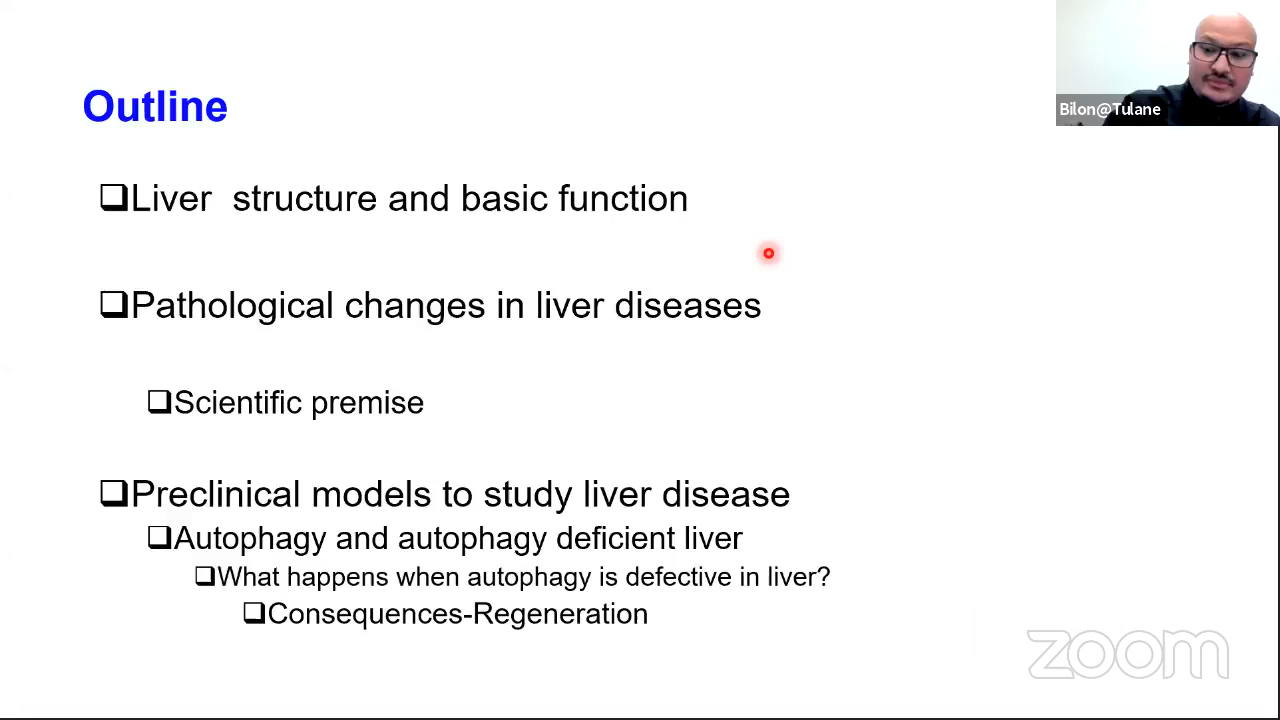 Outline
Bilon@Tulane
❑Liver  structure and basic function
❑Pathological changes in liver diseases
❑Scientific premise
❑Preclinical models to study liver disease
❑Autophagy and autophagy deficient liver
❑What happens when autophagy is defective in liver?
❑Consequences-Regeneration
zoom